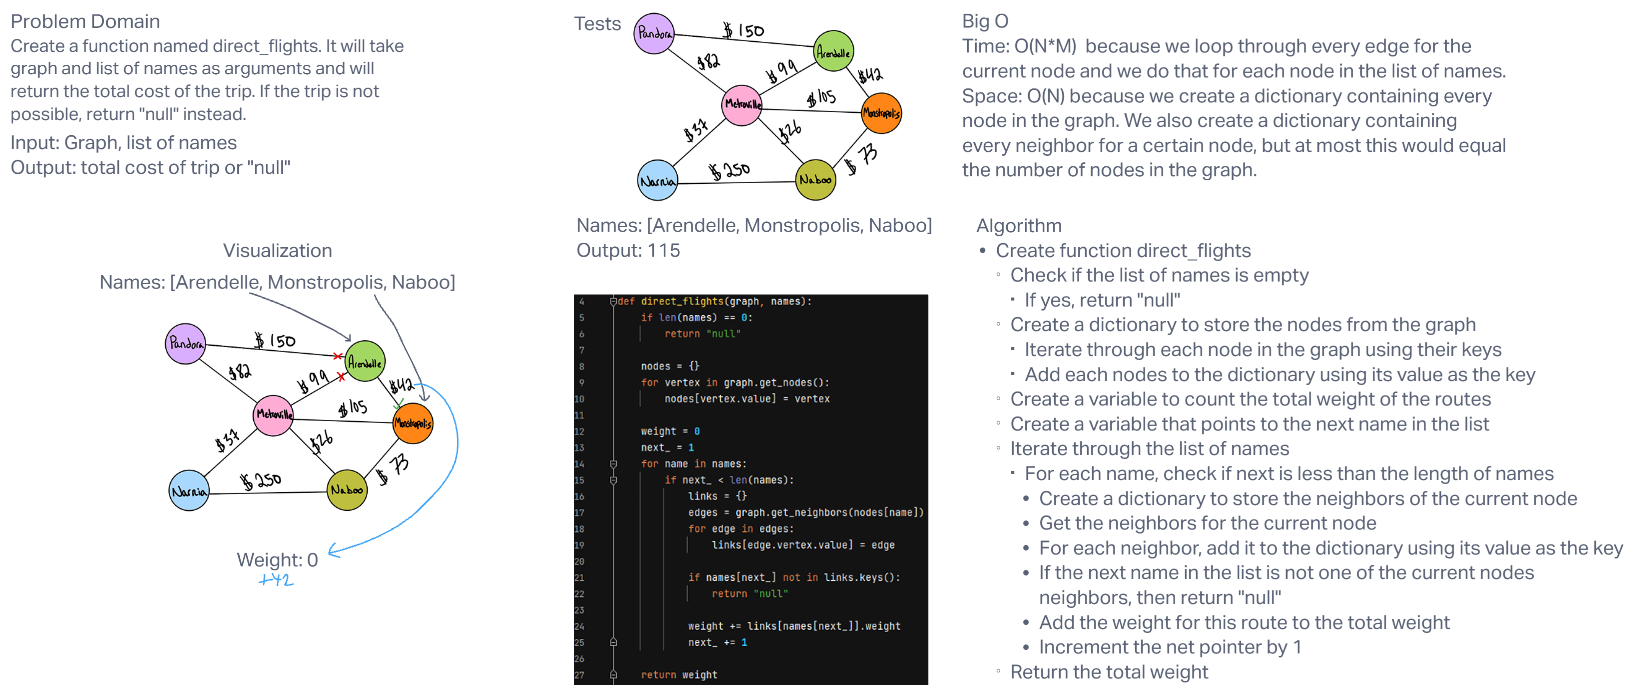 Problem Domain
Create a function named direct_flights. It will take
graph and list of names as arguments and will
return the total cost of the trip. If the trip is not
possible, return "null" instead.
Input: Graph, list of names
Output: total cost of trip or "null"
Visualization
Names: [Arendelle, Monstropolis, Naboo]
Pandora
$150
Arendelle
$82
$99
$42
Metroville
$105
Monstropolis
$37
$26
$73
Narnia
$250
Naboo
Weight: 0
+42
Tests
Pandora
$150
Arendelle
$82
$99
$42
Metroville
$105
Monstropolis
$37
$26
$73
Narnia
$250
Naboo
Names: [Arendelle, Monstropolis, Naboo]
Output: 115
4 def direct_flights(graph, names):
5 if len(names) == 0:
6 return "null"
7
8 nodes = {}
9 for vertex in graph.get_nodes():
10 nodes[vertex.value] = vertex
11
12 weight = 0
13 next_ = 1
14 for name in names:
15 if next_ < len(names):
16 links = {}
17 edges = graph.get_neighbors(nodes[name])
18 for edge in edges:
19 links[edge.vertex.value] = edge
20
21 if names[next_] not in links.keys():
22 return "null"
23
24 weight += links[names[next_]].weight
25 next_ += 1
26
27 return weight
Big O
Time: O(N*M) because we loop through every edge for the
current node and we do that for each node in the list of names.
Space: O(N) because we create a dictionary containing every
node in the graph. We also create a dictionary containing
every neighbor for a certain node, but at most this would equal
the number of nodes in the graph.
Algorithm
• Create function direct_flights
◦ Check if the list of names is empty
▪ If yes, return "null"
◦ Create a dictionary to store the nodes from the graph
▪ Iterate through each node in the graph using their keys
▪ Add each nodes to the dictionary using its value as the key
◦ Create a variable to count the total weight of the routes
◦ Create a variable that points to the next name in the list
◦ Iterate through the list of names
▪ For each name, check if next is less than the length of names
• Create a dictionary to store the neighbors of the current node
• Get the neighbors for the current node
• For each neighbor, add it to the dictionary using its value as the key
• If the next name in the list is not one of the current nodes
neighbors, then return "null"
• Add the weight for this route to the total weight
• Increment the net pointer by 1
◦ Return the total weight